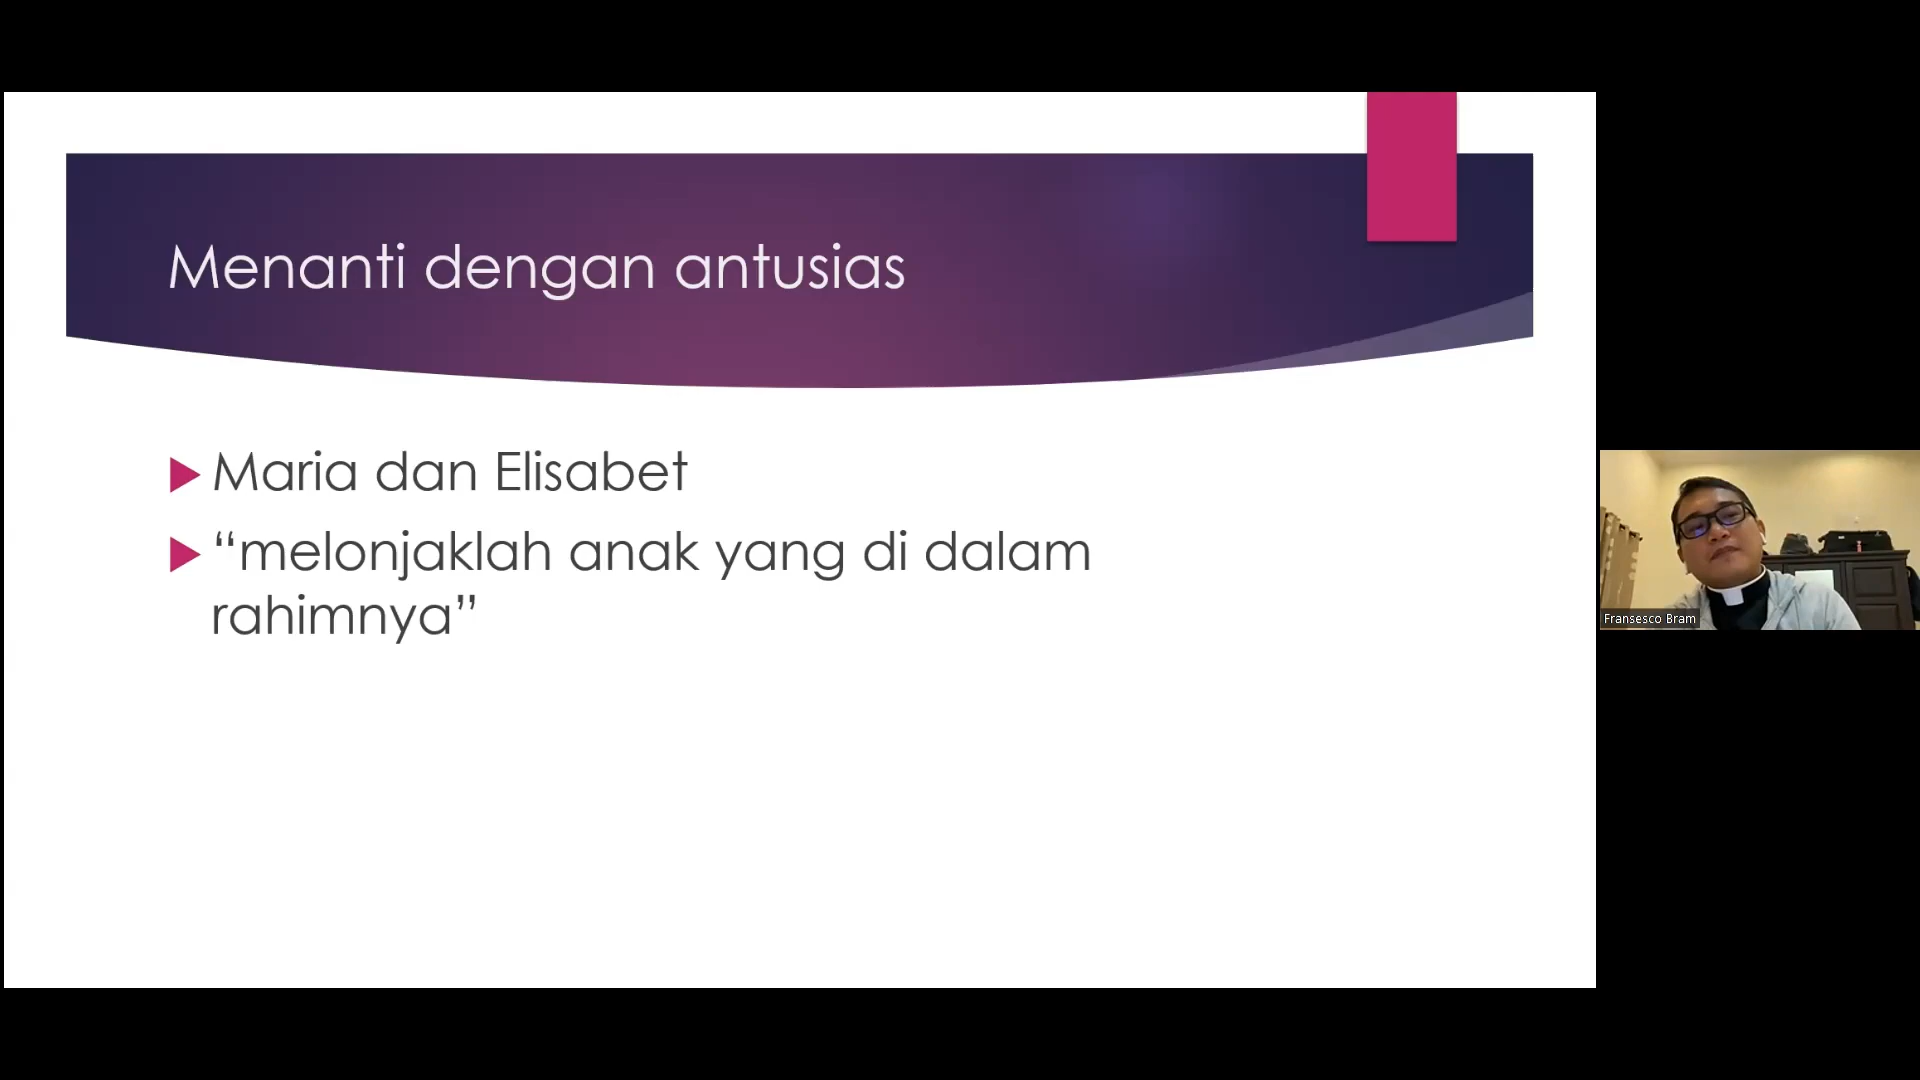 Menanti dengan antusias
Maria dan Elisabet
“melonjaklah anak yang di dalam
rahimnya”
Fransesco Bram